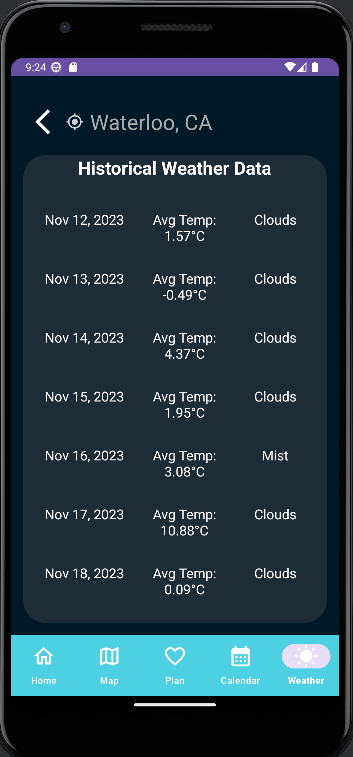 9:24
Waterloo, CA
Historical Weather Data
Nov 12, 2023 Avg Temp: Clouds
1.57°C
Nov 13, 2023 Avg Temp: Clouds
-0.49°C
Nov 14, 2023 Avg Temp: Clouds
4.37°C
Nov 15, 2023 Avg Temp: Clouds
1.95°C
Nov 16, 2023 Avg Temp: Mist
3.08°C
Nov 17, 2023 Avg Temp: Clouds
10.88°C
Nov 18, 2023 Avg Temp: Clouds
0.09°C
Home Map Plan Calendar Weather